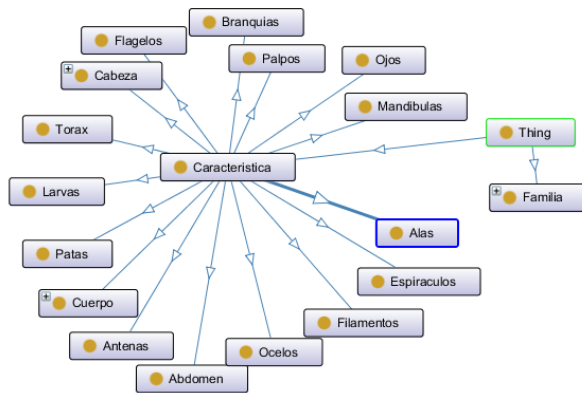 Branquias
Flagelos
Palpos
Ojos
Cabeza
Mandibulas
Torax
Thing
Caracteristica
Larvas
Familia
Alas
Patas
Espiraculos
Cuerpo
Filamentos
Antenas
Ocelos
Abdomen